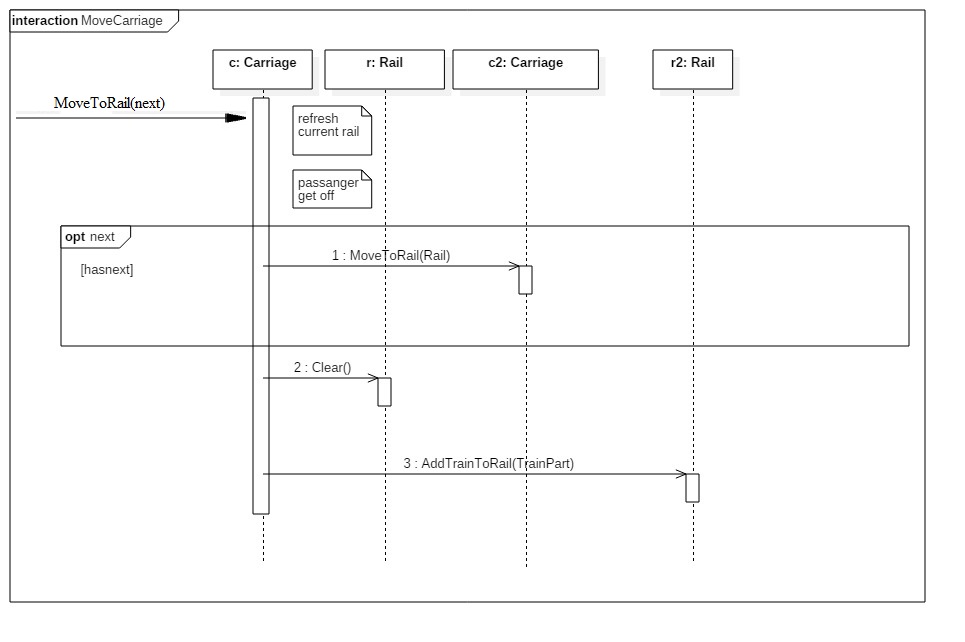 interaction MoveCarriage
c: Carriage
r: Rail
c2: Carriage
r2: Rail
MoveToRail(next)
refresh
current rail
passanger
get off
opt next
[hasnext]
1 : MoveToRail(Rail)
2 : Clear()
3 : AddTrainToRail(TrainPart)